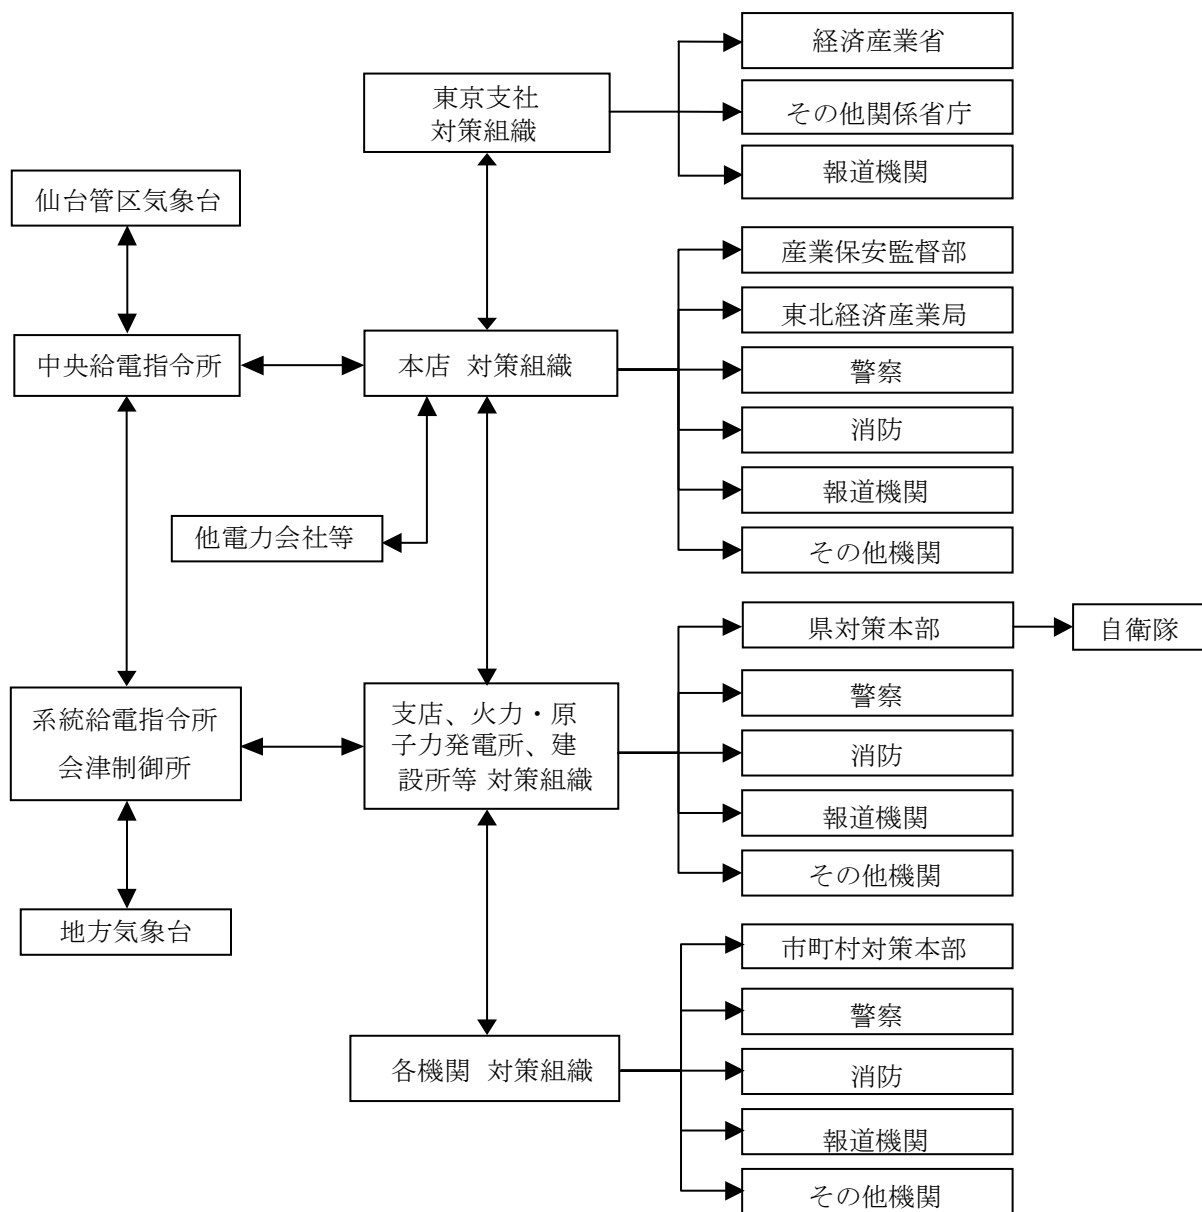 経済産業省
東京支社
対策組織
その他関係省庁
報道機関
仙台管区気象台
産業保安監督部
東北経済産業局
中央給電指令所
本店 対策組織
警察
消防
報道機関
他電力会社等
その他機関
県対策本部
自衛隊
系統給電指令所
会津制御所
支店、火力・原
子力発電所、建
設所等 対策組織
警察
消防
報道機関
その他機関
地方気象台
市町村対策本部
警察
各機関 対策組織
消防
報道機関
その他機関